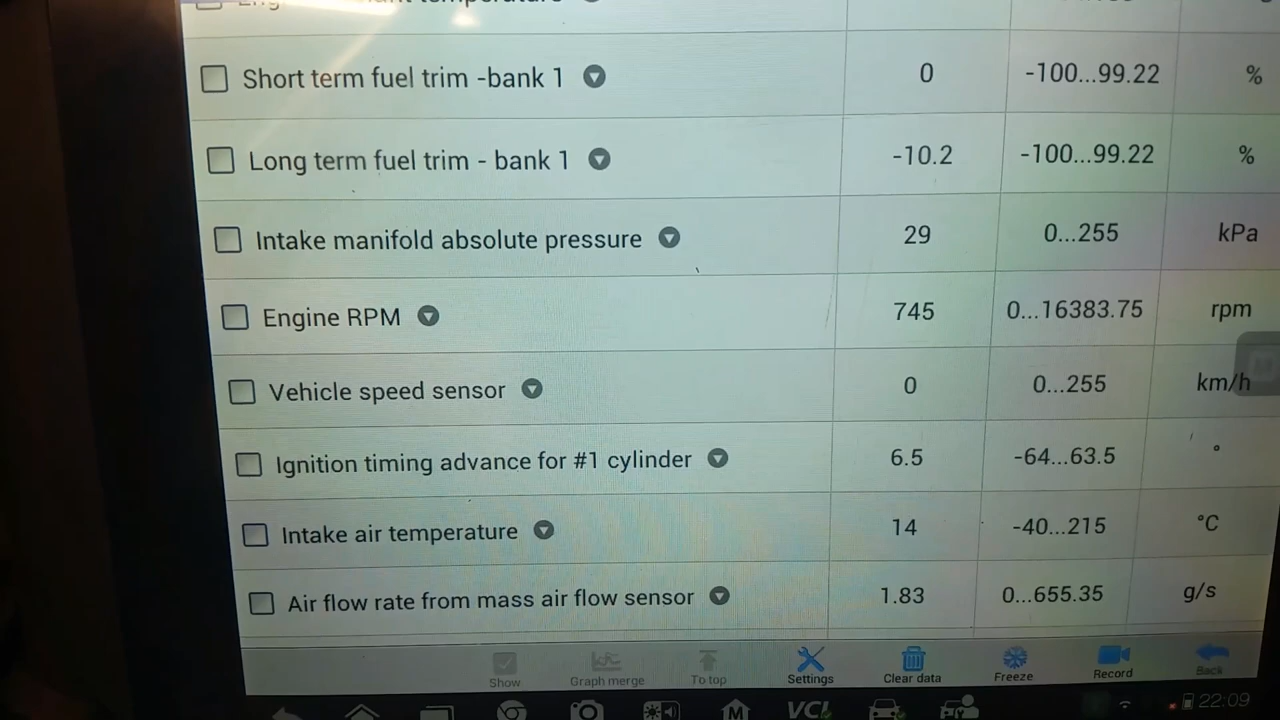 Short term fuel trim -bank 1 0 -100...99.22 %
Long term fuel trim - bank 1 -10.2 -100...99.22 %
Intake manifold absolute pressure 29 0...255 kPa
Engine RPM 745 0...16383.75 rpm
Vehicle speed sensor 0 0...255 km/h
Ignition timing advance for #1 cylinder 6.5 -64...63.5 °
Intake air temperature 14 -40...215 °C
Air flow rate from mass air flow sensor 1.83 0...655.35 g/s
Show Graph merge To top Settings Clear data Freeze Record Back
M VCI 22:09